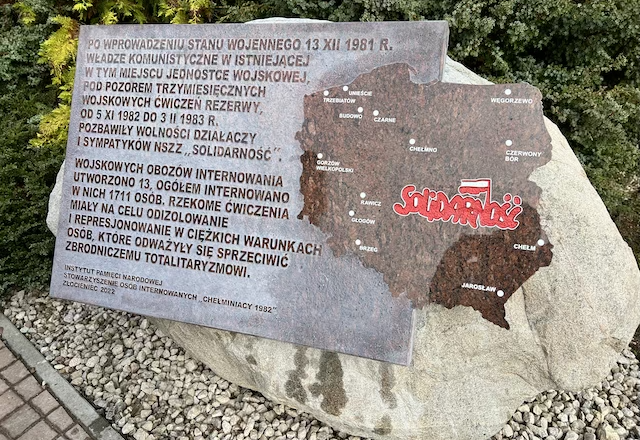 PO WPROWADZENIU STANU WOJENNEGO 13 XII 1981 R.
WŁADZE KOMUNISTYCZNE W ISTNIEJĄCEJ
W TYM MIEJSCU JEDNOSTCE WOJSKOWEJ,
POD POZOREM TRZYMIESIĘCZNYCH
WOJSKOWYCH ĆWICZEŃ REZERWY,
OD 5 XI 1982 DO 3 II 1983 R.
POZBAWIŁY WOLNOŚCI DZIAŁACZY
I SYMPATYKÓW NSZZ „SOLIDARNOŚĆ".
WOJSKOWYCH OBOZÓW INTERNOWANIA
UTWORZONO 13, OGÓŁEM INTERNOWANO
W NICH 1711 OSÓB. RZEKOME ĆWICZENIA
MIAŁY NA CELU ODIZOLOWANIE
I REPRESJONOWANIE W CIĘŻKICH WARUNKACH
OSÓB, KTÓRE ODWAŻYŁY SIĘ SPRZECIWIĆ
ZBRODNICZEMU TOTALITARYZMOWI.
INSTYTUT PAMIĘCI NARODOWEJ
STOWARZYSZENIE OSÓB INTERNOWANYCH „CHEŁMINIACY 1982"
ZŁOCIENIEC 2022
UNIEŚCIE
TRZEBIATÓW
BUDOWO
CZARNE
WĘGORZEWO
CHEŁMNO
CZERWONY
BÓR
GORZÓW
WIELKOPOLSKI
RAWICZ
GŁOGÓW
BRZEG
SOLIDARNOŚĆ
CHEŁM
JAROSŁAW